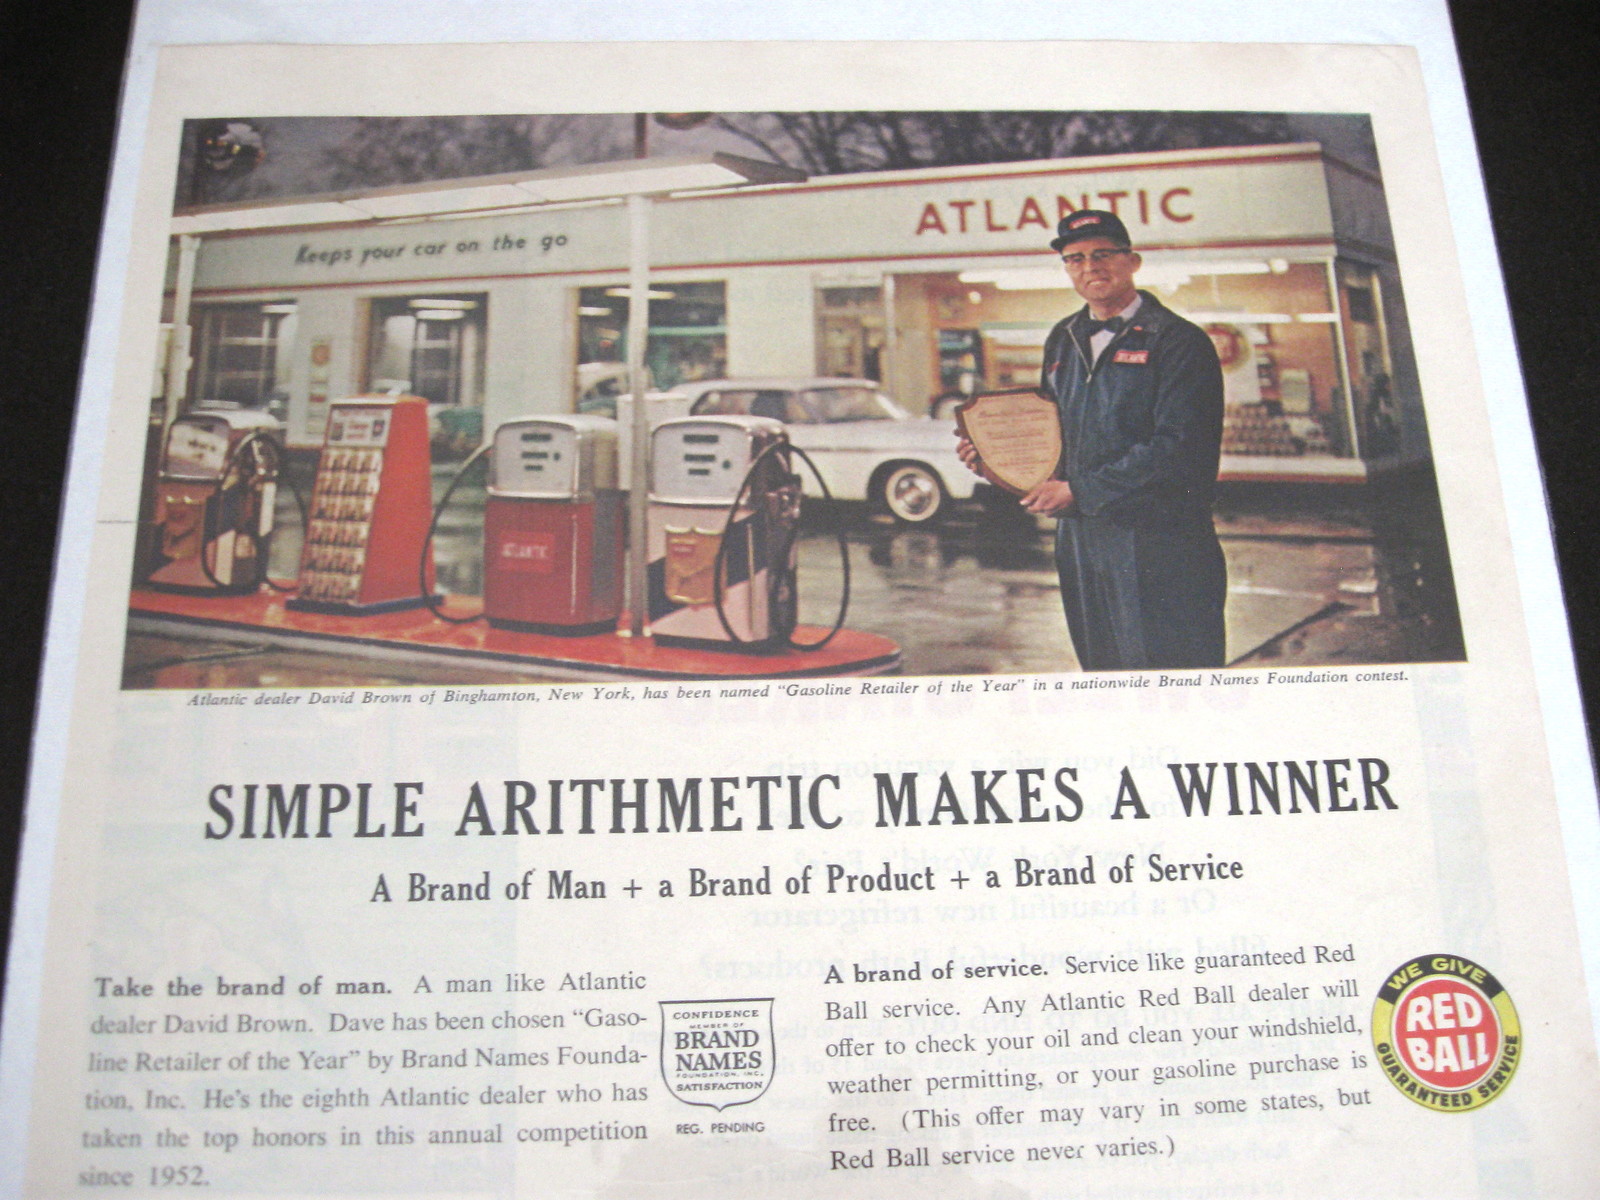 Keeps your car on the go
ATLANTIC
ATLANTIC
ATLANTIC
Atlantic dealer David Brown of Binghamton, New York, has been named “Gasoline Retailer of the Year” in a nationwide Brand Names Foundation contest.
SIMPLE ARITHMETIC MAKES A WINNER
A Brand of Man + a Brand of Product + a Brand of Service
Take the brand of man. A man like Atlantic
dealer David Brown. Dave has been chosen “Gaso-
line Retailer of the Year” by Brand Names Founda-
tion, Inc. He's the eighth Atlantic dealer who has
taken the top honors in this annual competition
since 1952.
CONFIDENCE
MEMBER OF
BRAND
NAMES
FOUNDATION, INC.
SATISFACTION
REG. PENDING
A brand of service. Service like guaranteed Red
Ball service. Any Atlantic Red Ball dealer will
offer to check your oil and clean your windshield,
weather permitting, or your gasoline purchase is
free. (This offer may vary in some states, but
Red Ball service never varies.)
WE GIVE
RED
BALL
GUARANTEED SERVICE